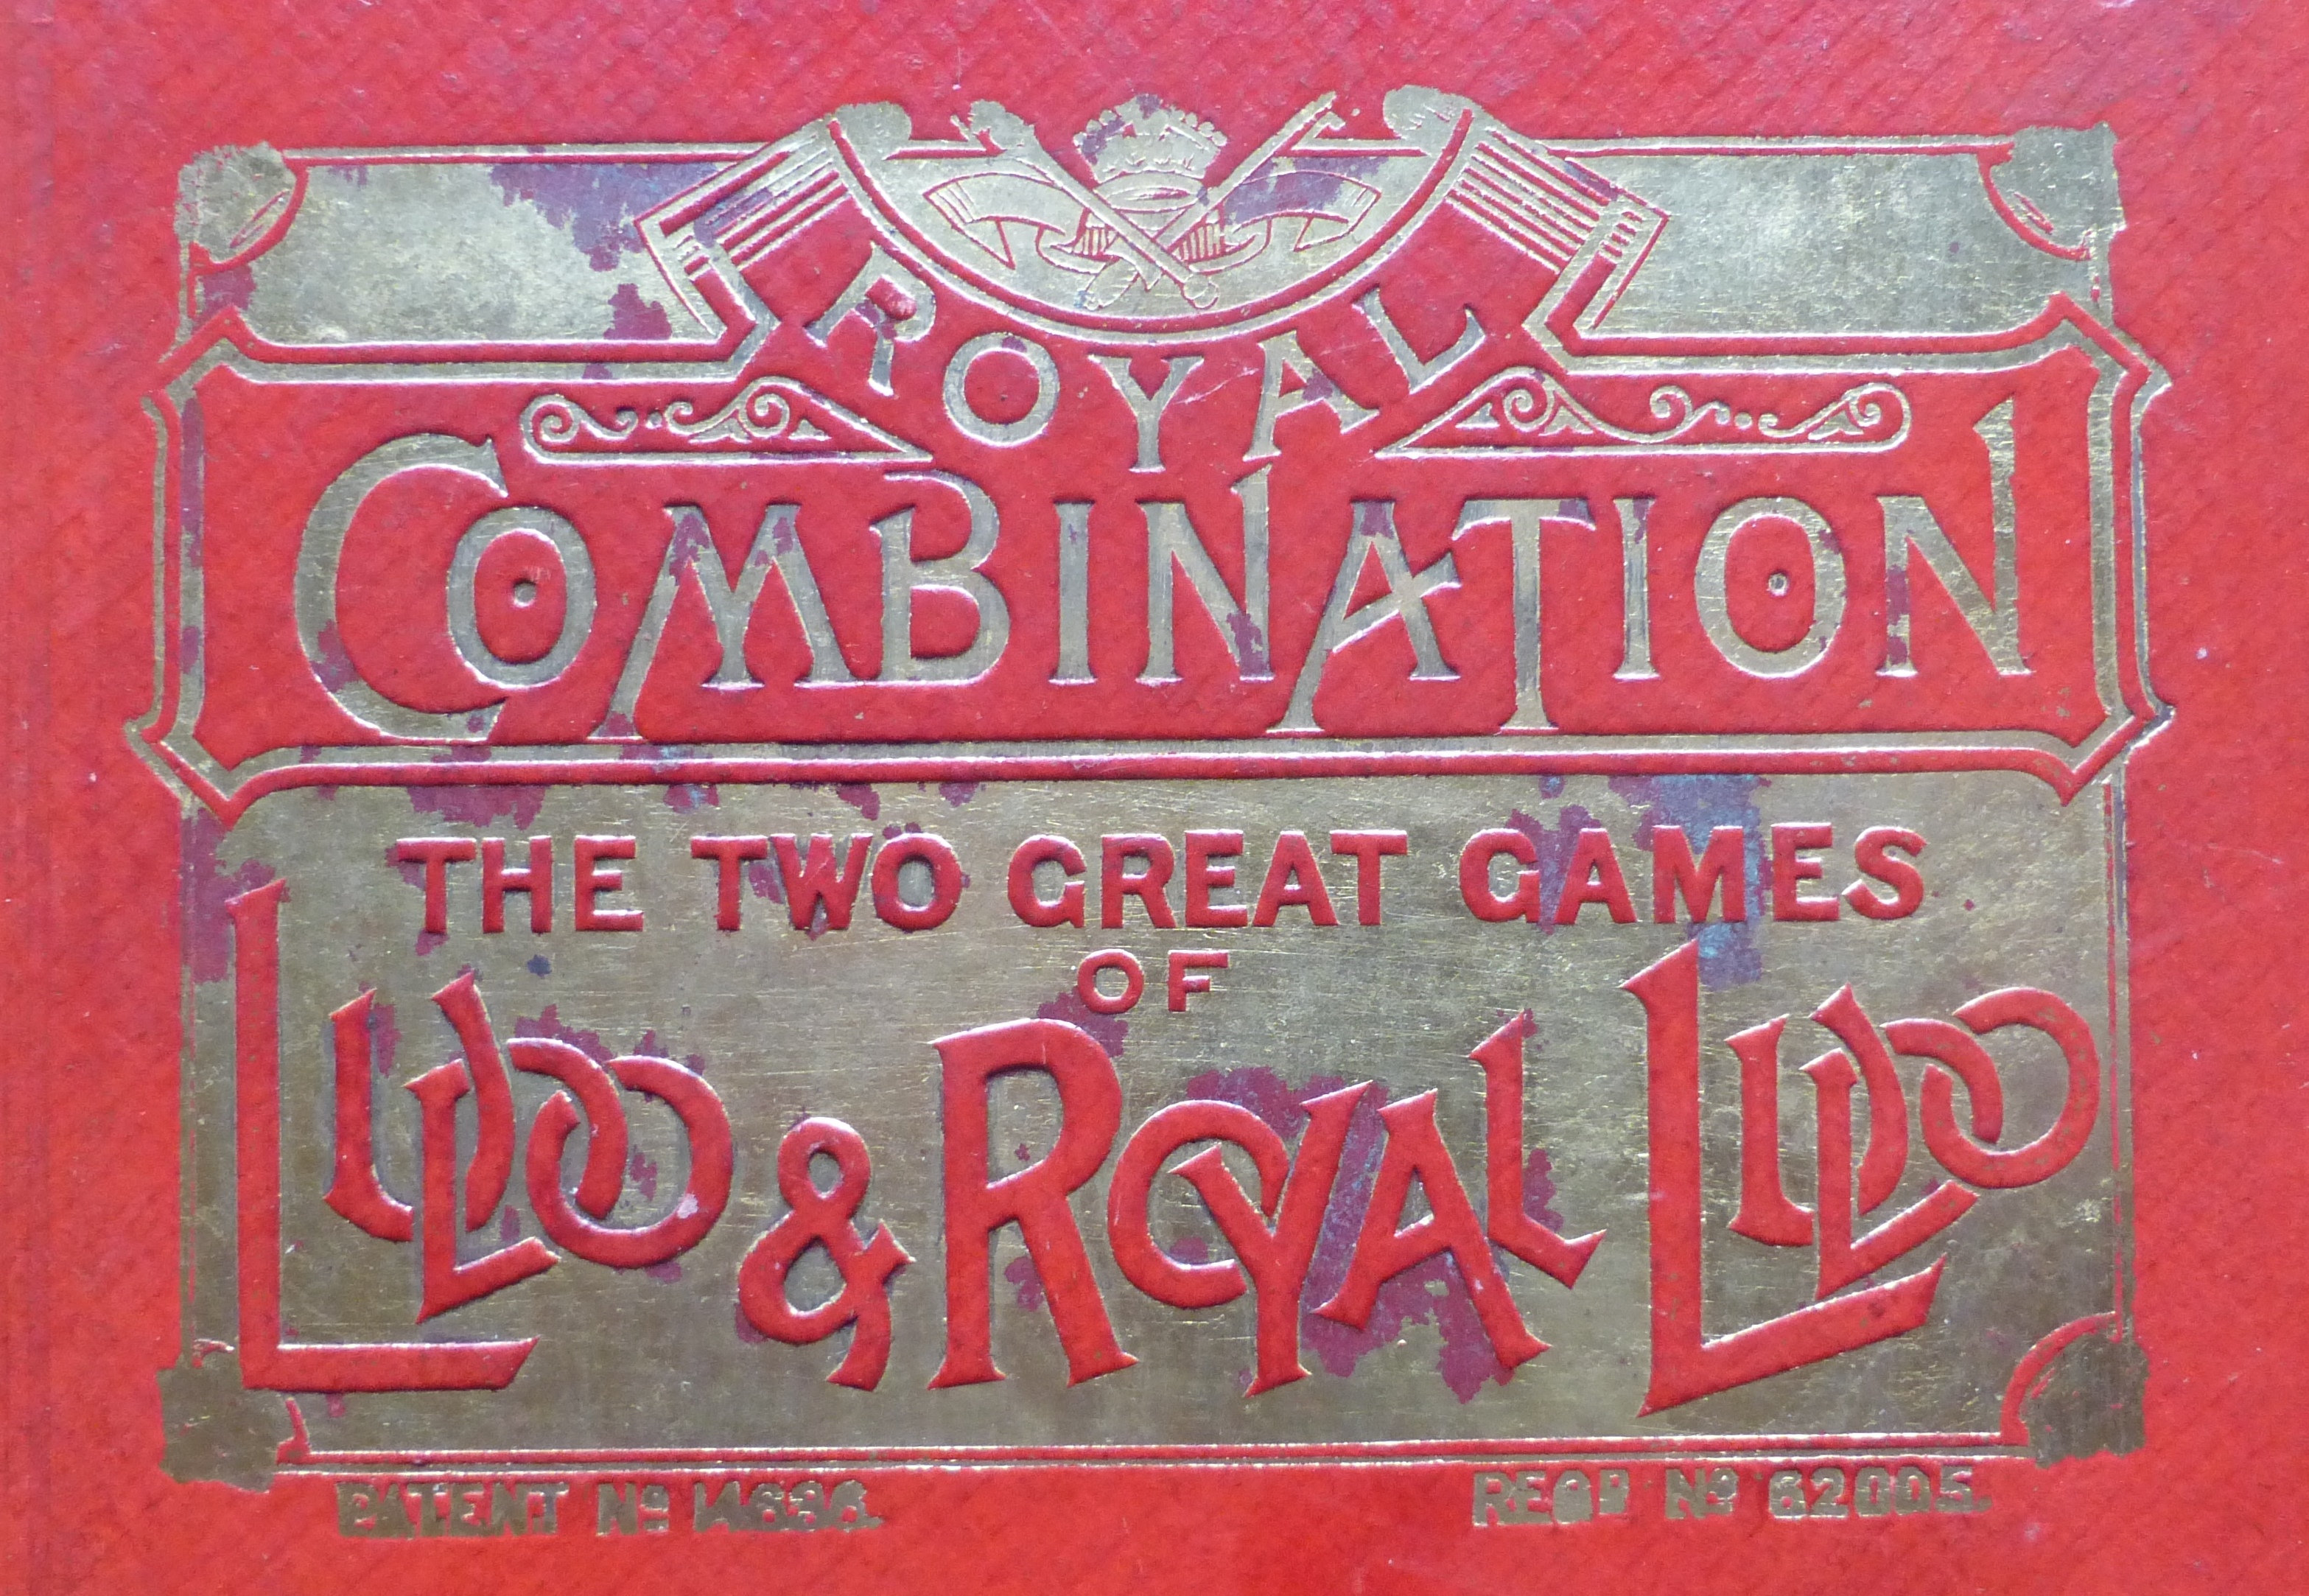 ROYAL
COMBINATION
THE TWO GREAT GAMES
OF
LUDO & ROYAL LUDO
PATENT Nº 14636. REGD Nº 62005.